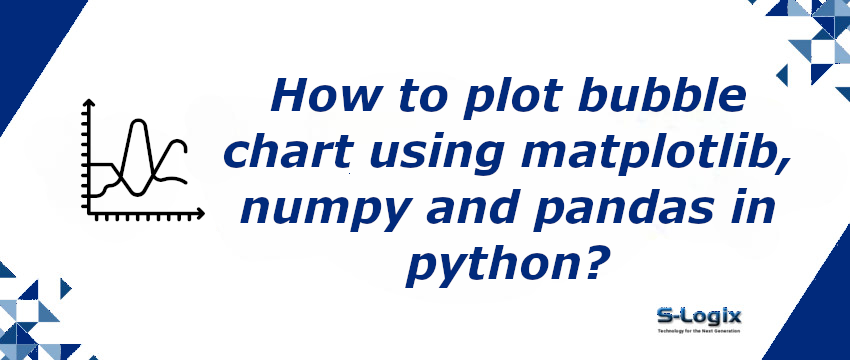 How to plot bubble
chart using matplotlib,
numpy and pandas in
python?
S-Logix
Technology for the Next Generation